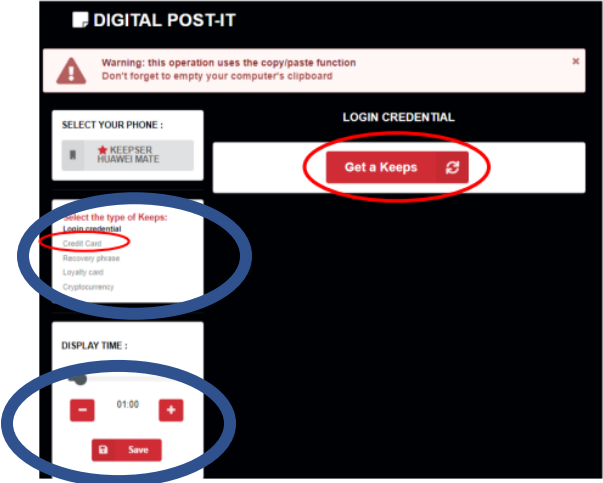 DIGITAL POST-IT
Warning: this operation uses the copy/paste function
Don't forget to empty your computer's clipboard
×
SELECT YOUR PHONE :
KEEPSER
HUAWEI MATE
LOGIN CREDENTIAL
Get a Keeps
Select the type of Keeps:
Login credential
Credit Card
Recovery phrase
Loyalty card
Cryptocurrency
DISPLAY TIME :
− 01:00 +
Save